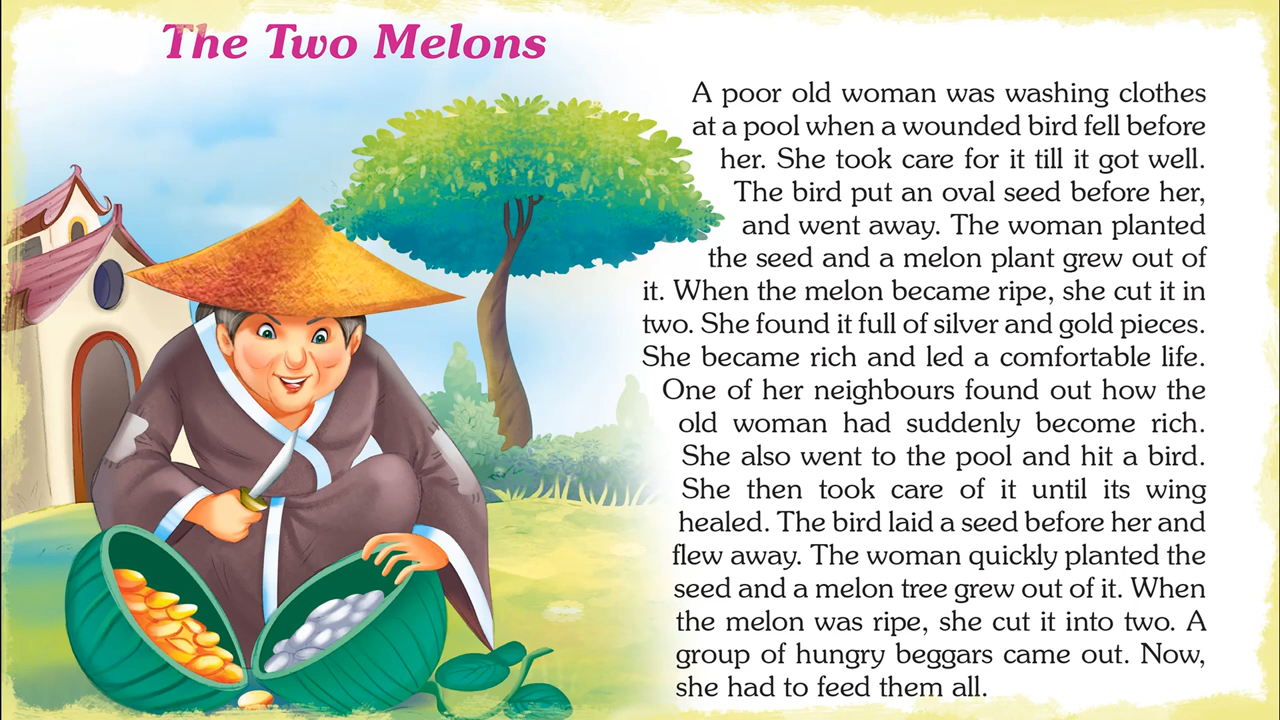 The Two Melons
A poor old woman was washing clothes
at a pool when a wounded bird fell before
her. She took care for it till it got well.
The bird put an oval seed before her,
and went away. The woman planted
the seed and a melon plant grew out of
it. When the melon became ripe, she cut it in
two. She found it full of silver and gold pieces.
She became rich and led a comfortable life.
One of her neighbours found out how the
old woman had suddenly become rich.
She also went to the pool and hit a bird.
She then took care of it until its wing
healed. The bird laid a seed before her and
flew away. The woman quickly planted the
seed and a melon tree grew out of it. When
the melon was ripe, she cut it into two. A
group of hungry beggars came out. Now,
she had to feed them all.